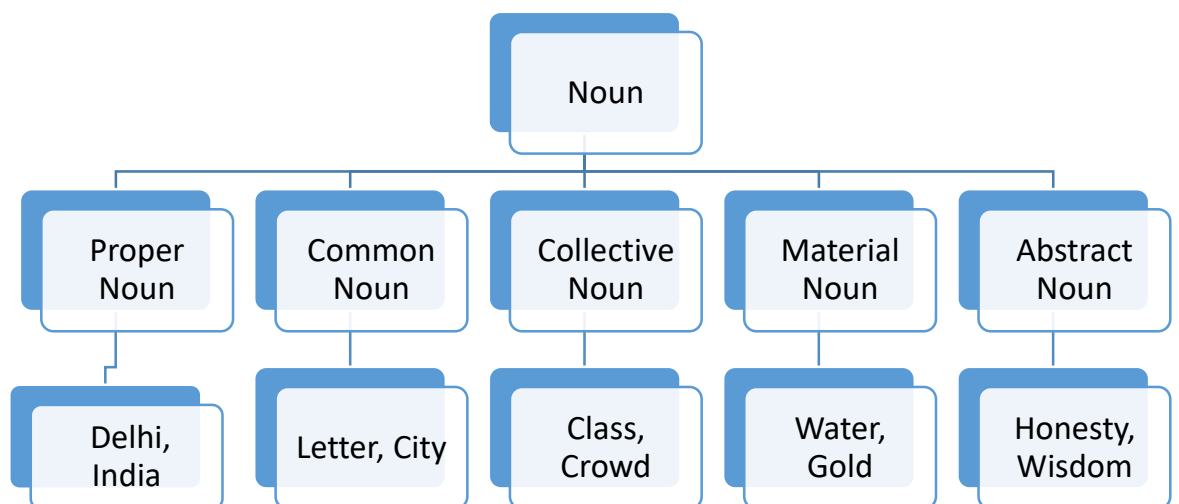 Noun
Proper
Noun
Common
Noun
Collective
Noun
Material
Noun
Abstract
Noun
Delhi,
India
Letter, City
Class,
Crowd
Water,
Gold
Honesty,
Wisdom